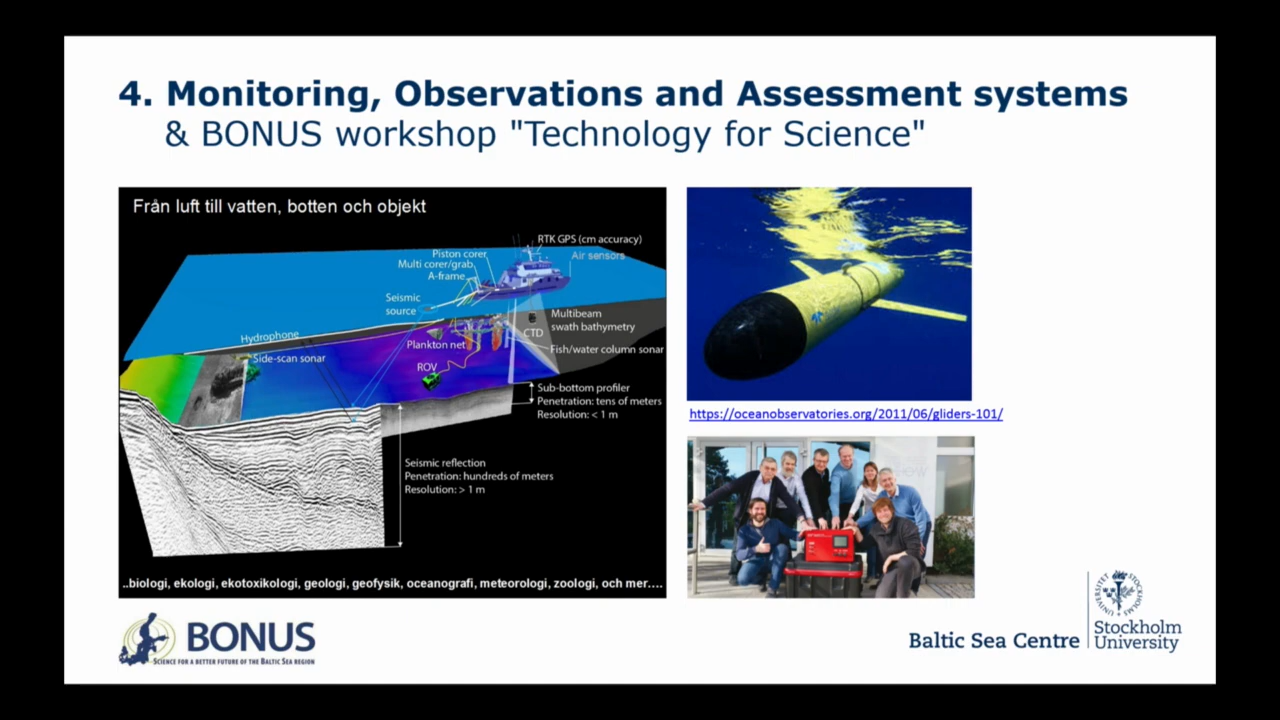 4. Monitoring, Observations and Assessment systems
& BONUS workshop "Technology for Science"
Från luft till vatten, botten och objekt
RTK GPS (cm accuracy)
Air sensors
Piston corer
Multi corer/grab
A-frame
Seismic
source
Multibeam
swath bathymetry
CTD
Hydrophone
Plankton net
Fish/water column sonar
Side-scan sonar
ROV
Sub-bottom profiler
Penetration: tens of meters
Resolution: < 1 m
Seismic reflection
Penetration: hundreds of meters
Resolution: > 1 m
..biologi, ekologi, ekotoxikologi, geologi, geofysik, oceanografi, meteorologi, zoologi, och mer….
https://oceanobservatories.org/2011/06/gliders-101/
BONUS
SCIENCE FOR A BETTER FUTURE OF THE BALTIC SEA REGION
Baltic Sea Centre
Stockholm
University